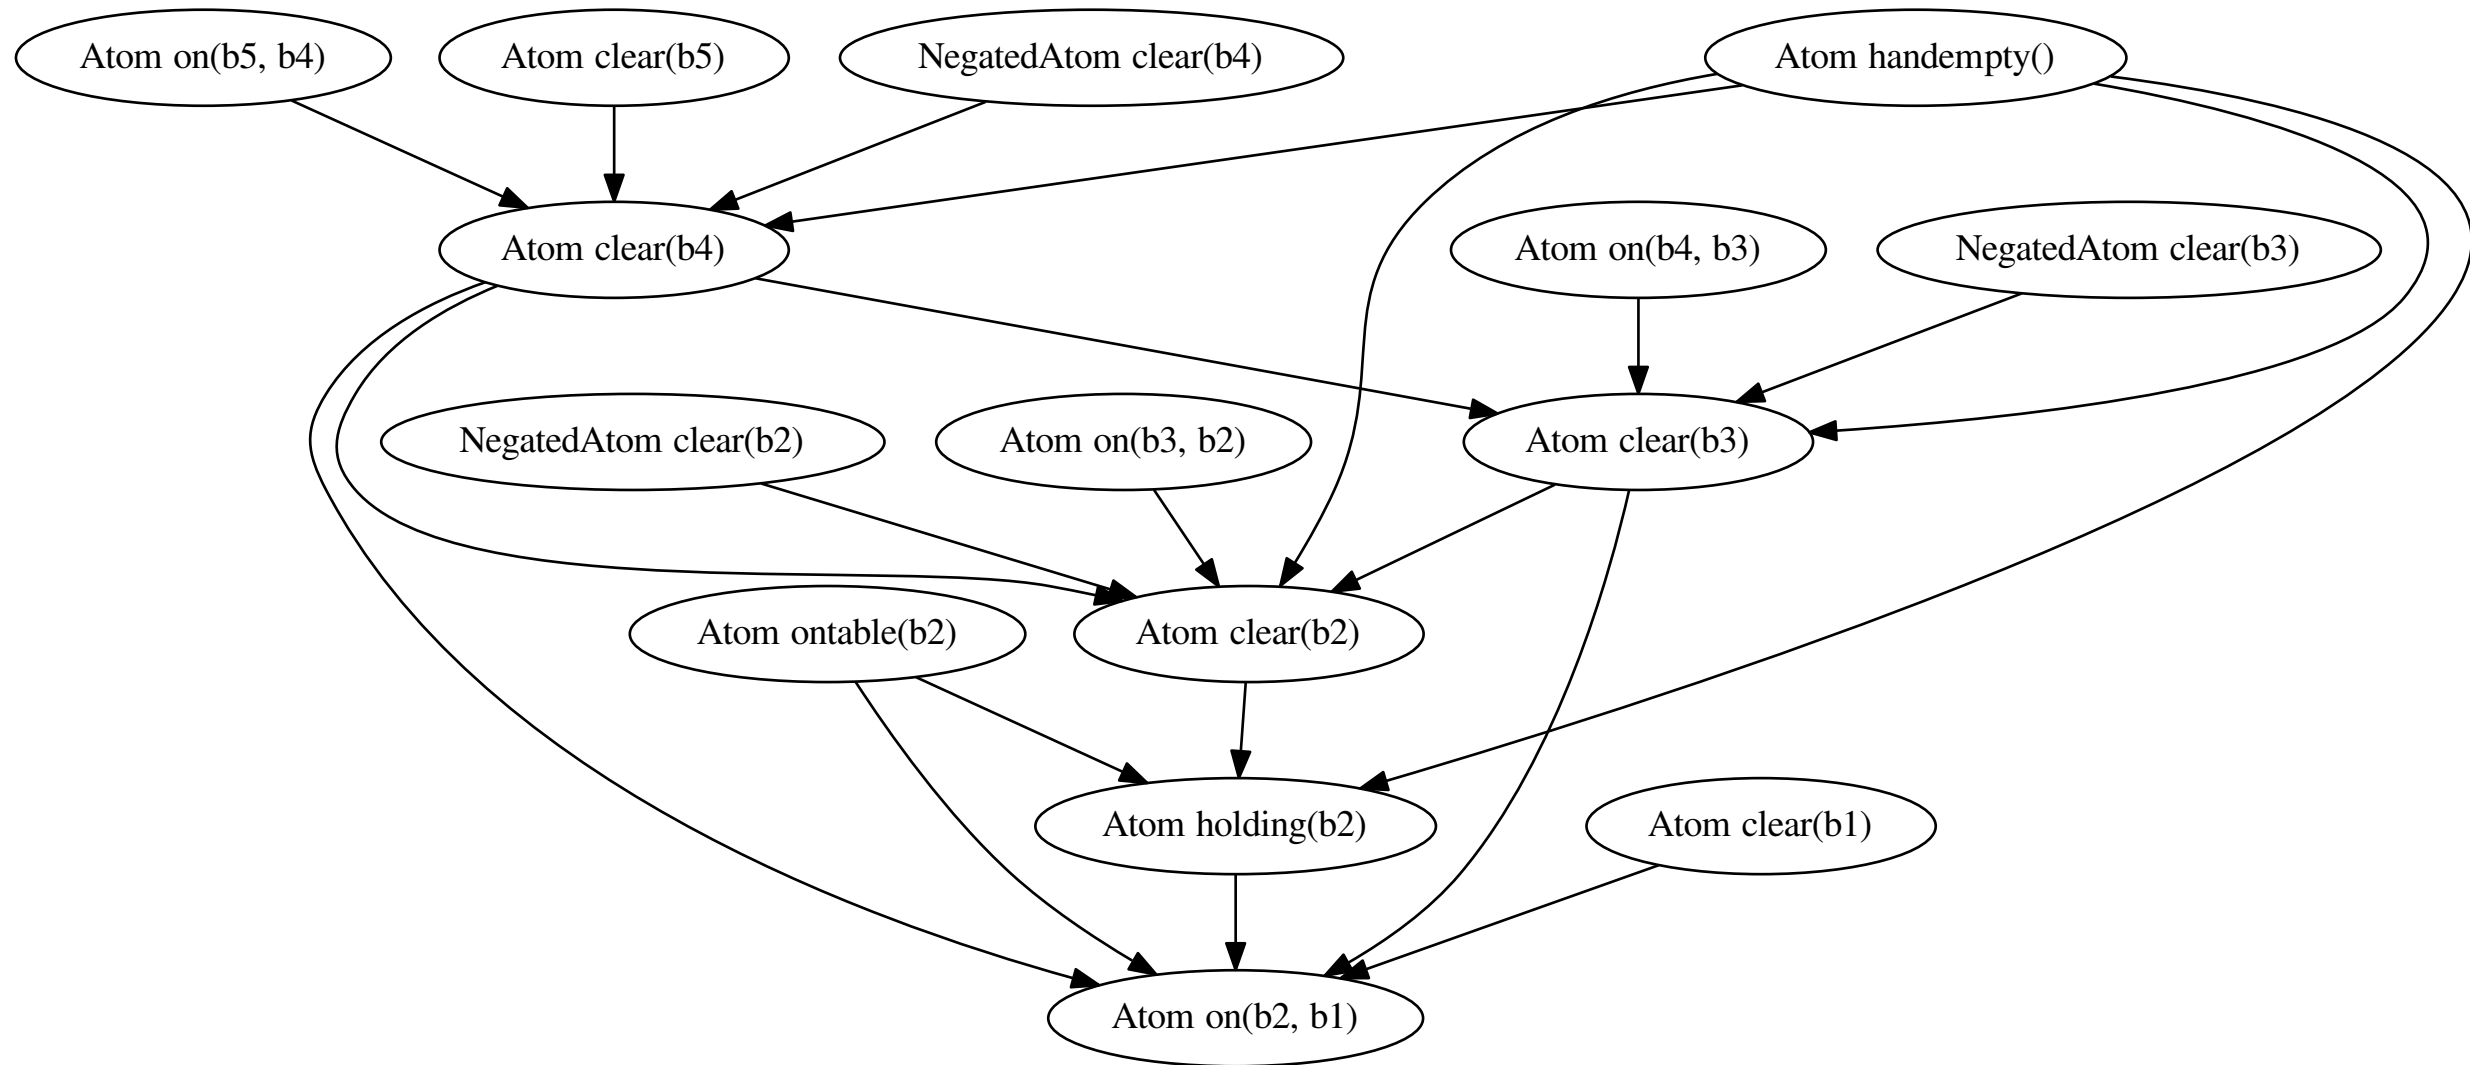 Atom on(b5, b4)
Atom clear(b5)
NegatedAtom clear(b4)
Atom handempty()
Atom clear(b4)
Atom on(b4, b3)
NegatedAtom clear(b3)
NegatedAtom clear(b2)
Atom on(b3, b2)
Atom clear(b3)
Atom ontable(b2)
Atom clear(b2)
Atom holding(b2)
Atom clear(b1)
Atom on(b2, b1)